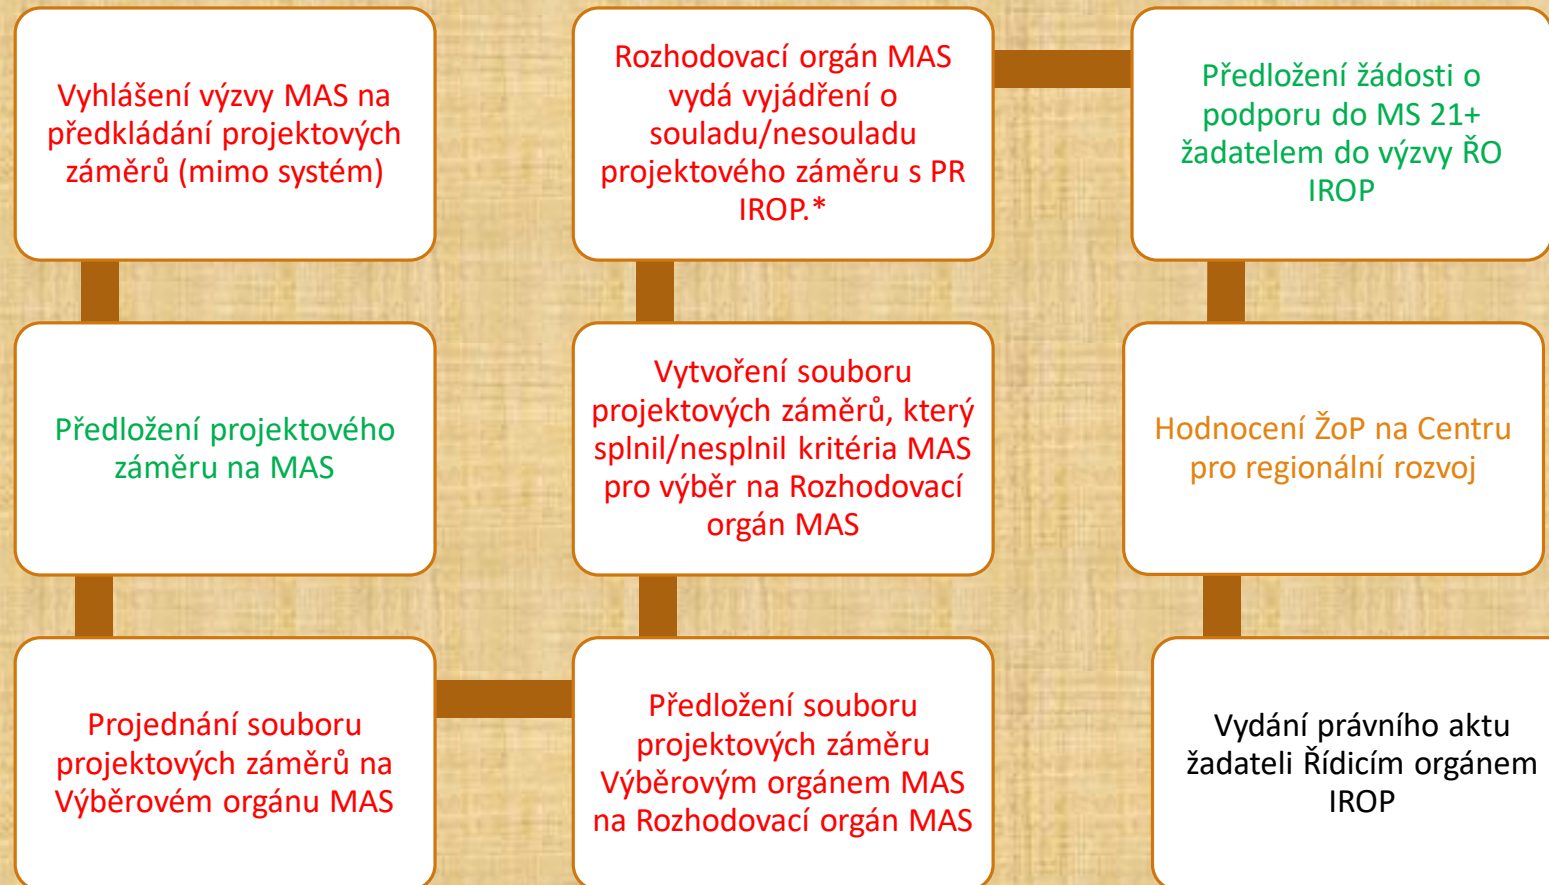 Vyhlášení výzvy MAS na
předkládání projektových
záměrů (mimo systém)
Předložení projektového
záměru na MAS
Projednání souboru
projektových záměrů na
Výběrovém orgánu MAS
Předložení souboru
projektových záměru
Výběrovým orgánem MAS
na Rozhodovací orgán MAS
Vytvoření souboru
projektových záměrů, který
splnil/nesplnil kritéria MAS
pro výběr na Rozhodovací
orgán MAS
Rozhodovací orgán MAS
vydá vyjádření o
souladu/nesouladu
projektového záměru s PR
IROP.*
Předložení žádosti o
podporu do MS 21+
žadatelem do výzvy ŘO
IROP
Hodnocení ŽoP na Centru
pro regionální rozvoj
Vydání právního aktu
žadateli Řídicím orgánem
IROP